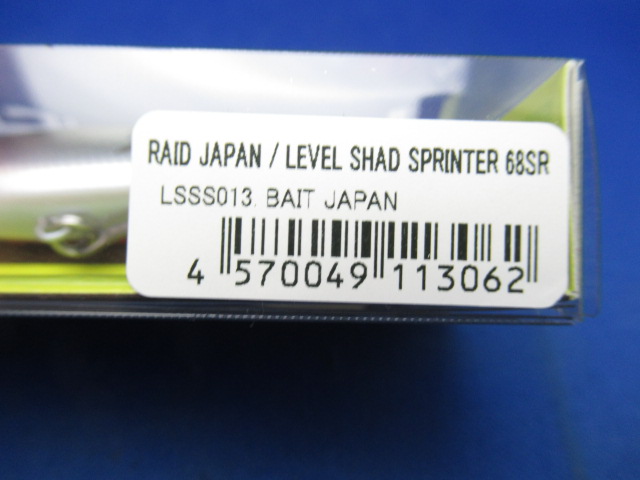 RAID JAPAN / LEVEL SHAD SPRINTER 68SR
LSSS013. BAIT JAPAN
4 570049 113062